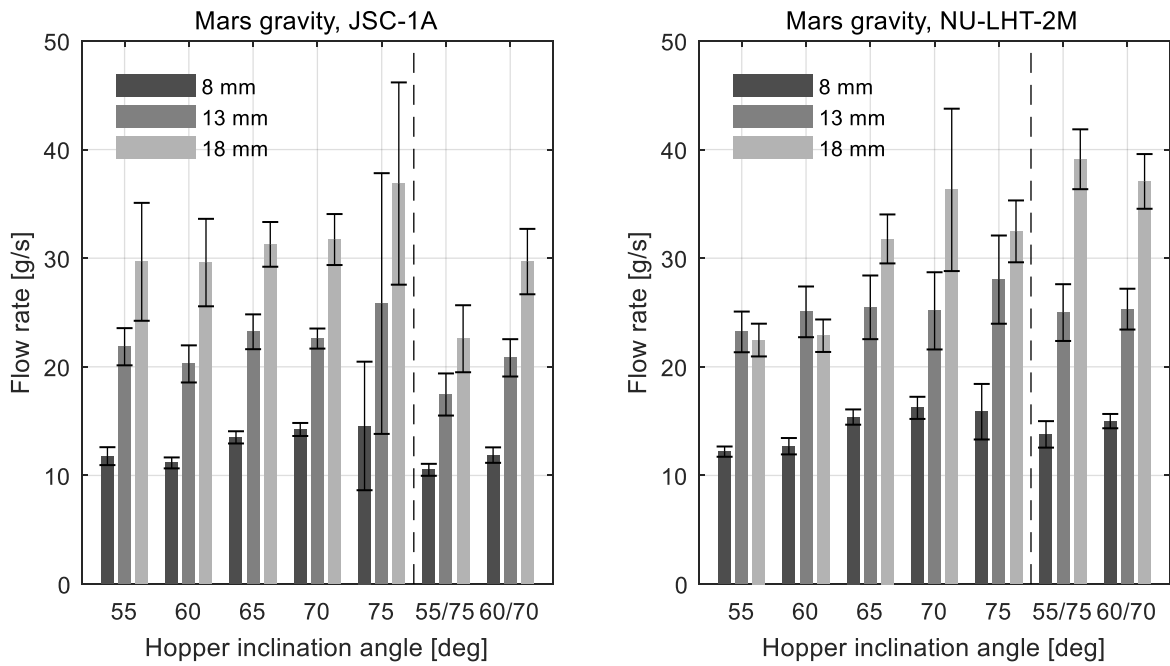 Mars gravity, JSC-1A
50
40
30
20
10
0
Flow rate [g/s]
8 mm
13 mm
18 mm
55 60 65 70 75 55/75 60/70
Hopper inclination angle [deg]
Mars gravity, NU-LHT-2M
50
40
30
20
10
0
Flow rate [g/s]
8 mm
13 mm
18 mm
55 60 65 70 75 55/75 60/70
Hopper inclination angle [deg]